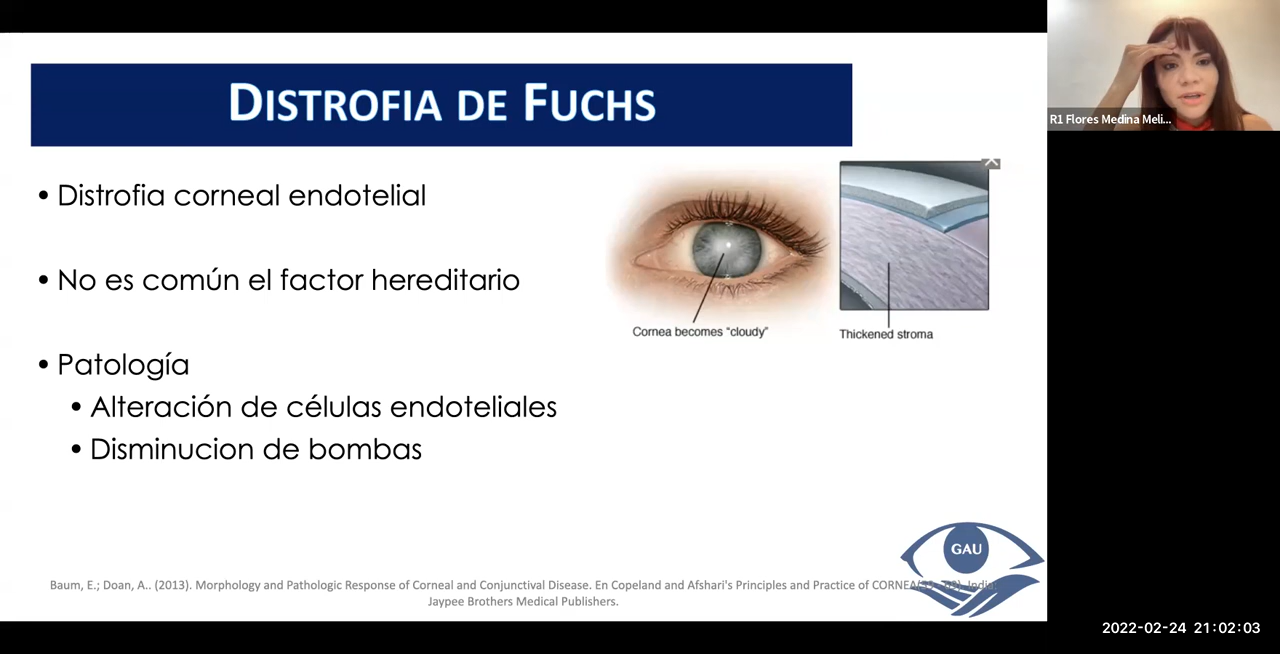 DISTROFIA DE FUCHS
• Distrofia corneal endotelial
• No es común el factor hereditario
• Patología
• Alteración de células endoteliales
• Disminucion de bombas
Cornea becomes "cloudy"
Thickened stroma
GAU
Baum, E.; Doan, A.. (2013). Morphology and Pathologic Response of Corneal and Conjunctival Disease. En Copeland and Afshari's Principles and Practice of CORNEA
Jaypee Brothers Medical Publishers.
R1 Flores Medina Meli...
2022-02-24 21:02:03